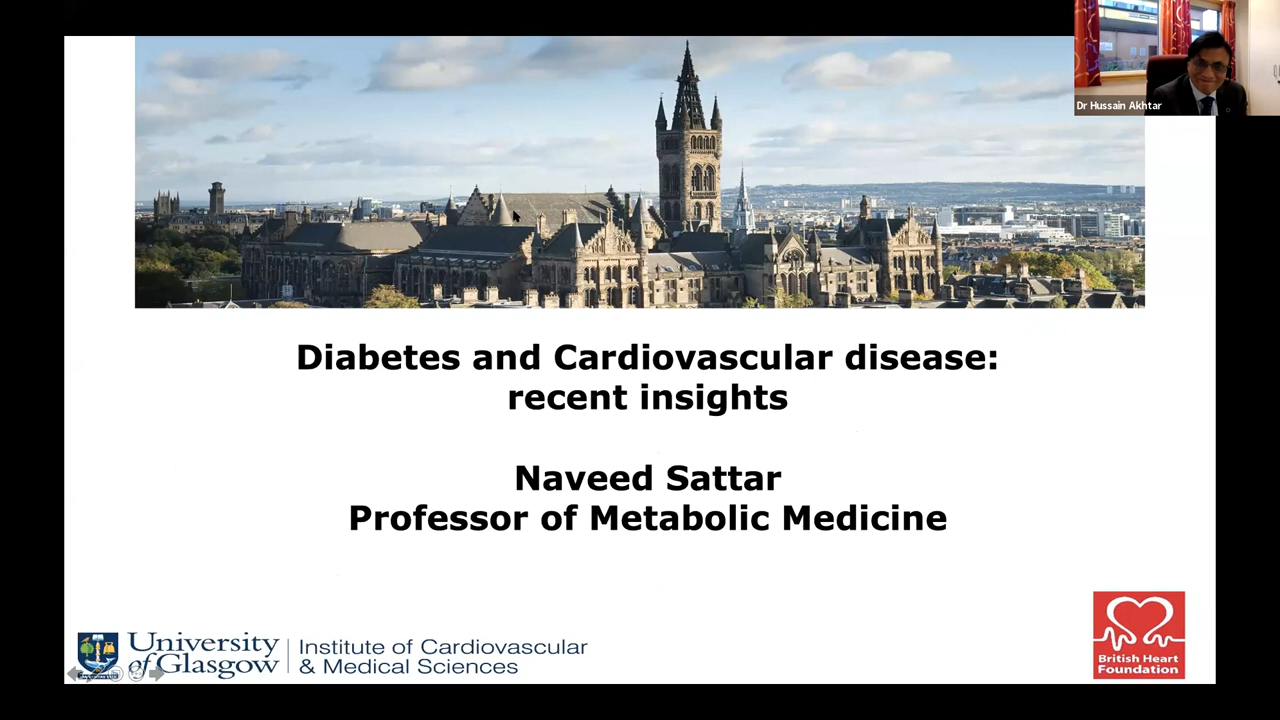 Dr Hussain Akhtar
Diabetes and Cardiovascular disease:
recent insights
Naveed Sattar
Professor of Metabolic Medicine
University
of Glasgow
Institute of Cardiovascular
& Medical Sciences
British Heart
Foundation